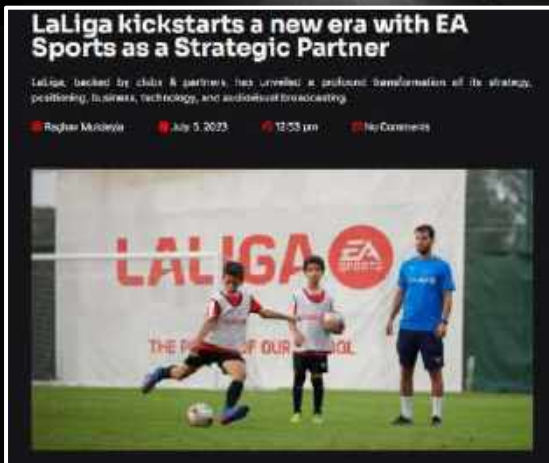 LaLiga kickstarts a new era with EA
Sports as a Strategic Partner
LaLiga, backed by clubs & partners, has unveiled a profound transformation of its strategy,
positioning, business, technology, and audiovisual broadcasting.
Raghav July 5, 2023 12:53 pm No Comments
LALIGA EA
SPORTS
THE P OF OUR